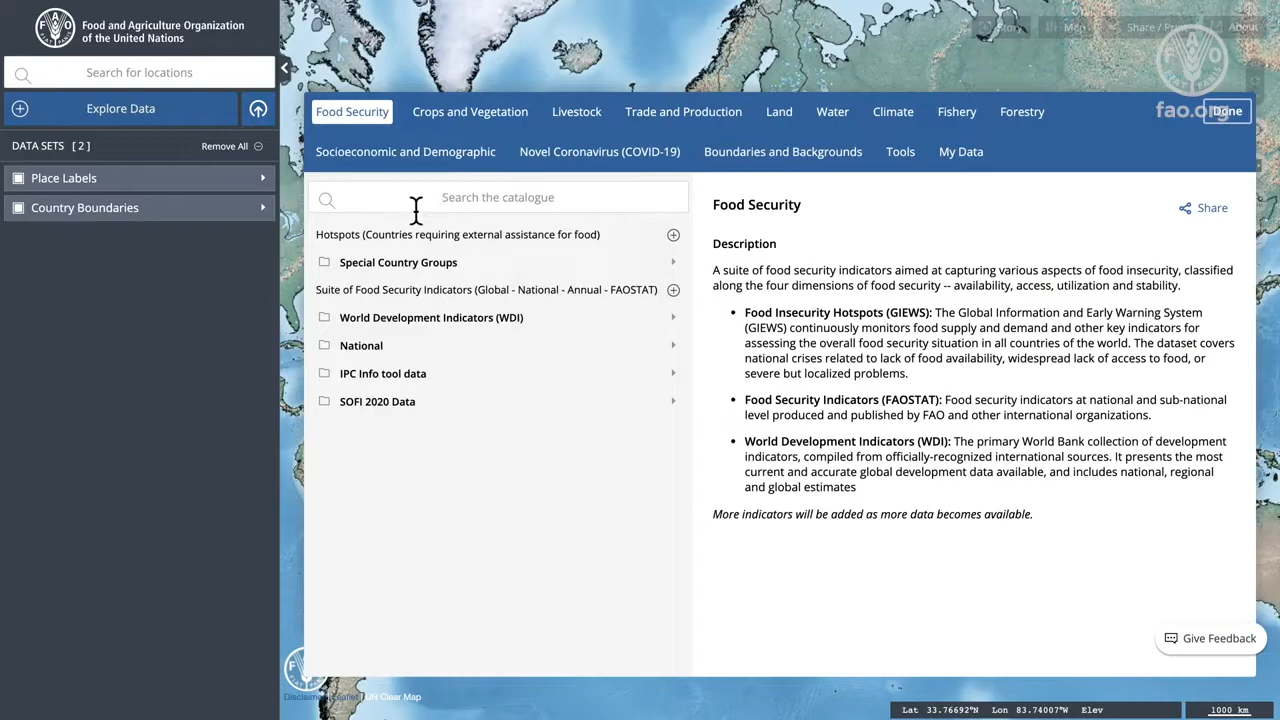 Food and Agriculture Organization
of the United Nations
Search for locations
Explore Data
DATA SETS [ 2 ]
Remove All
Place Labels
Country Boundaries
Story
Map
Share / Print
About
fao.org
Done
Food Security
Crops and Vegetation
Livestock
Trade and Production
Land
Water
Climate
Fishery
Forestry
Socioeconomic and Demographic
Novel Coronavirus (COVID-19)
Boundaries and Backgrounds
Tools
My Data
Search the catalogue
Hotspots (Countries requiring external assistance for food)
Special Country Groups
Suite of Food Security Indicators (Global - National - Annual - FAOSTAT)
World Development Indicators (WDI)
National
IPC Info tool data
SOFI 2020 Data
Food Security
Share
Description
A suite of food security indicators aimed at capturing various aspects of food insecurity, classified
along the four dimensions of food security -- availability, access, utilization and stability.
• Food Insecurity Hotspots (GIEWS): The Global Information and Early Warning System
(GIEWS) continuously monitors food supply and demand and other key indicators for
assessing the overall food security situation in all countries of the world. The dataset covers
national crises related to lack of food availability, widespread lack of access to food, or
severe but localized problems.
• Food Security Indicators (FAOSTAT): Food security indicators at national and sub-national
level produced and published by FAO and other international organizations.
• World Development Indicators (WDI): The primary World Bank collection of development
indicators, compiled from officially-recognized international sources. It presents the most
current and accurate global development data available, and includes national, regional
and global estimates
More indicators will be added as more data becomes available.
Give Feedback
Leaflet UN Clear Map
Lat 33.76692°N Lon 83.74007°W Elev
1000 km